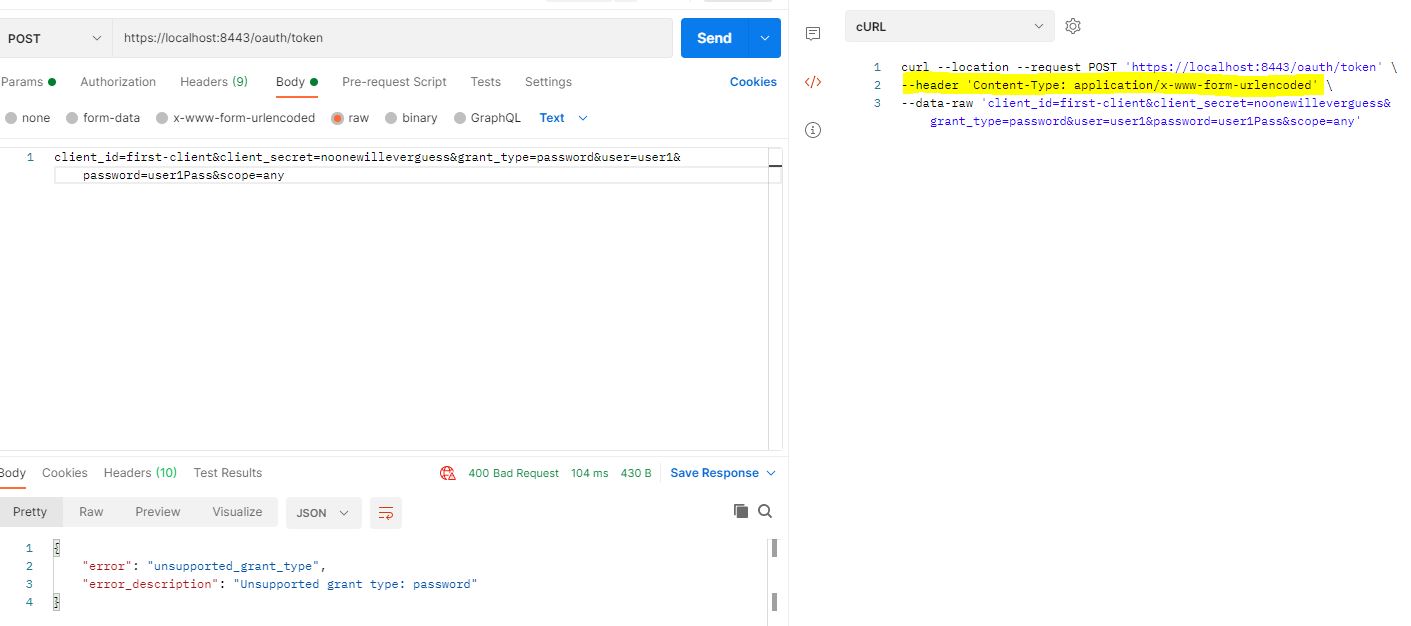 POST
https://localhost:8443/oauth/token
Send
Params Authorization Headers (9) Body Pre-request Script Tests Settings Cookies
none form-data x-www-form-urlencoded raw binary GraphQL Text
1 client_id=first-client&client_secret=noonewilleverguess&grant_type=password&user=user1&
password=user1Pass&scope=any
Body Cookies Headers (10) Test Results 400 Bad Request 104 ms 430 B Save Response
Pretty Raw Preview Visualize JSON
1 {
2 "error": "unsupported_grant_type",
3 "error_description": "Unsupported grant type: password"
4 }
cURL
</>
1 curl --location --request POST 'https://localhost:8443/oauth/token' \
2 --header 'Content-Type: application/x-www-form-urlencoded' \
3 --data-raw 'client_id=first-client&client_secret=noonewilleverguess&
grant_type=password&user=user1&password=user1Pass&scope=any'